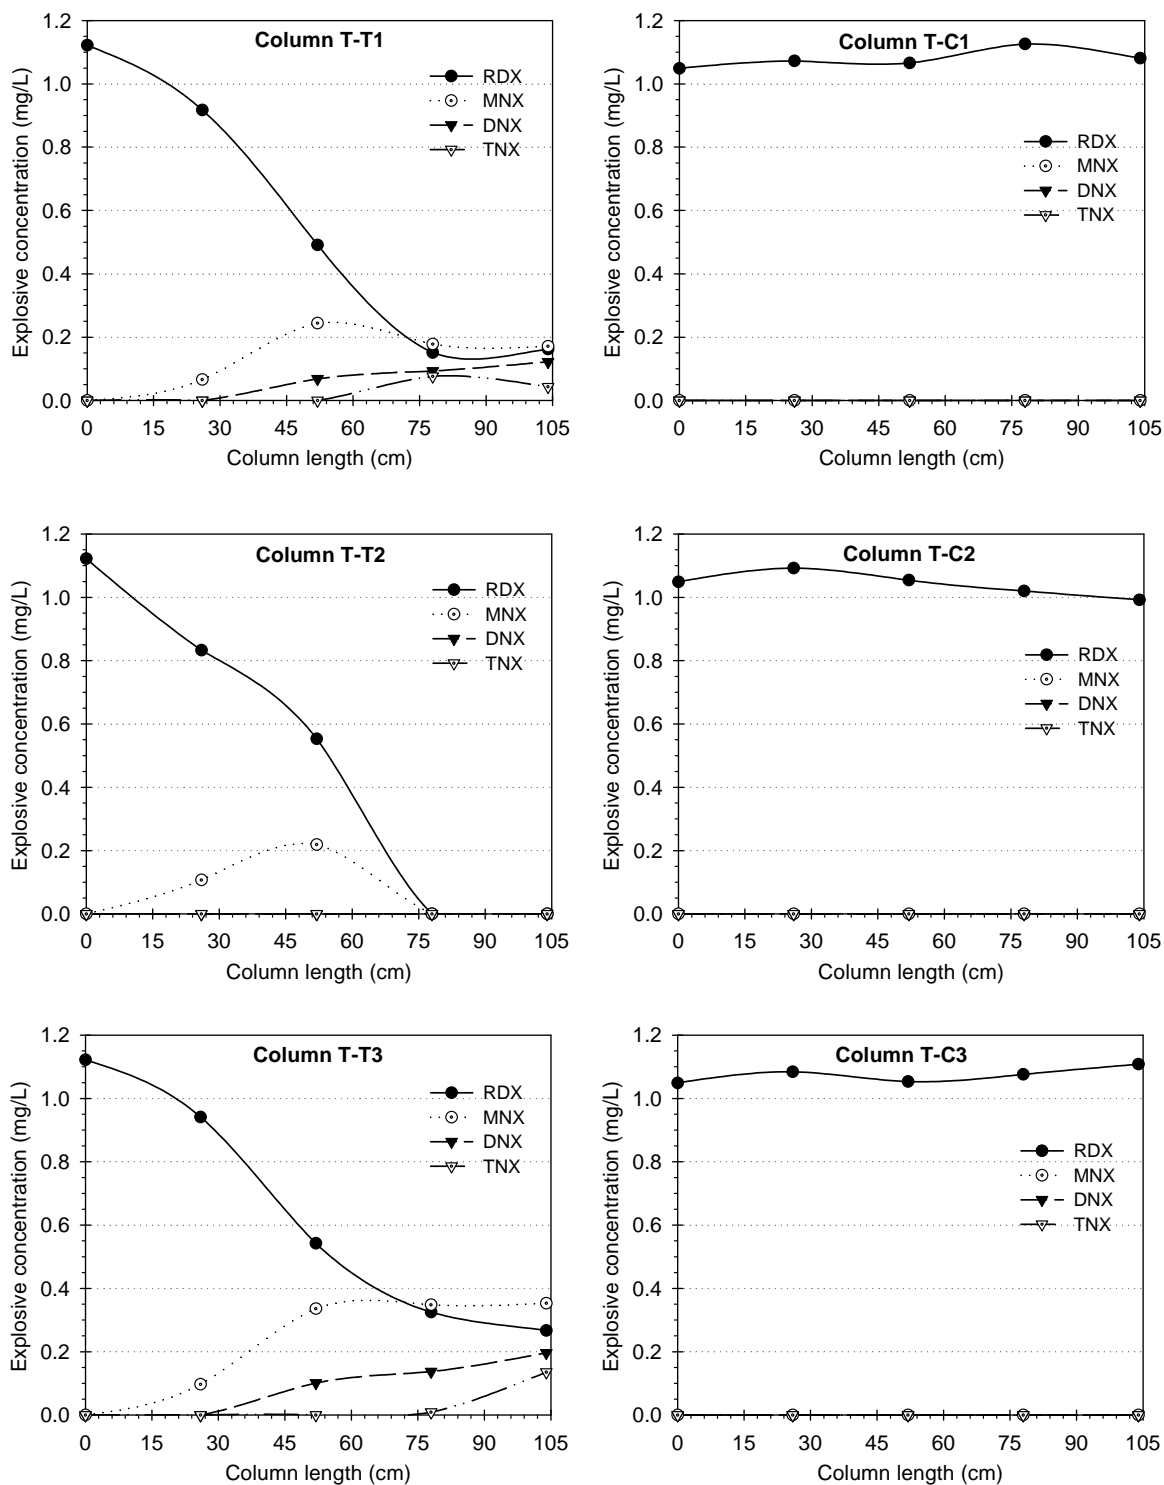 Column T-T1
RDX
MNX
DNX
TNX
Explosive concentration (mg/L)
1.2
1.0
0.8
0.6
0.4
0.2
0.0
0 15 30 45 60 75 90 105
Column length (cm)
Column T-C1
RDX
MNX
DNX
TNX
Explosive concentration (mg/L)
1.2
1.0
0.8
0.6
0.4
0.2
0.0
0 15 30 45 60 75 90 105
Column length (cm)
Column T-T2
RDX
MNX
DNX
TNX
Explosive concentration (mg/L)
1.2
1.0
0.8
0.6
0.4
0.2
0.0
0 15 30 45 60 75 90 105
Column length (cm)
Column T-C2
RDX
MNX
DNX
TNX
Explosive concentration (mg/L)
1.2
1.0
0.8
0.6
0.4
0.2
0.0
0 15 30 45 60 75 90 105
Column length (cm)
Column T-T3
RDX
MNX
DNX
TNX
Explosive concentration (mg/L)
1.2
1.0
0.8
0.6
0.4
0.2
0.0
0 15 30 45 60 75 90 105
Column length (cm)
Column T-C3
RDX
MNX
DNX
TNX
Explosive concentration (mg/L)
1.2
1.0
0.8
0.6
0.4
0.2
0.0
0 15 30 45 60 75 90 105
Column length (cm)